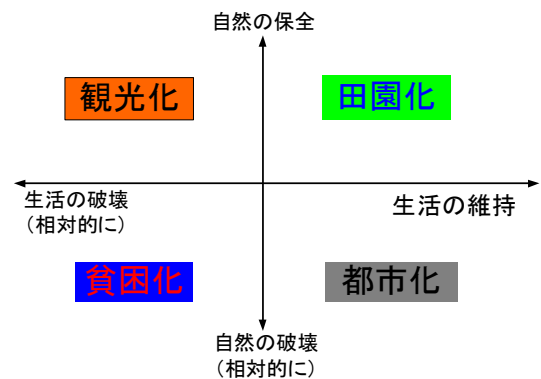 自然の保全
観光化
田園化
生活の破壊
（相対的に）
生活の維持
貧困化
都市化
自然の破壊
（相対的に）